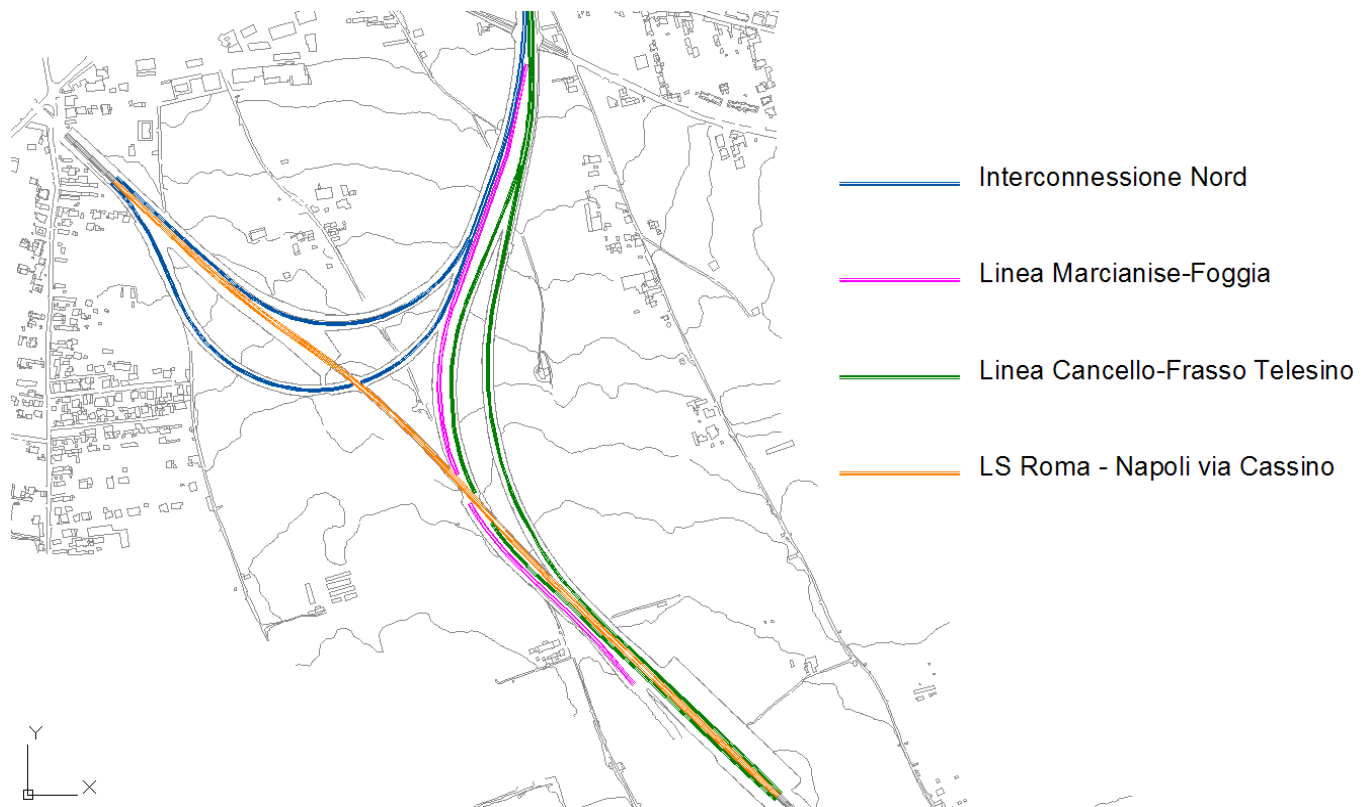 Interconnessione Nord
Linea Marcianise-Foggia
Linea Cancello-Frasso Telesino
LS Roma - Napoli via Cassino
Y
X